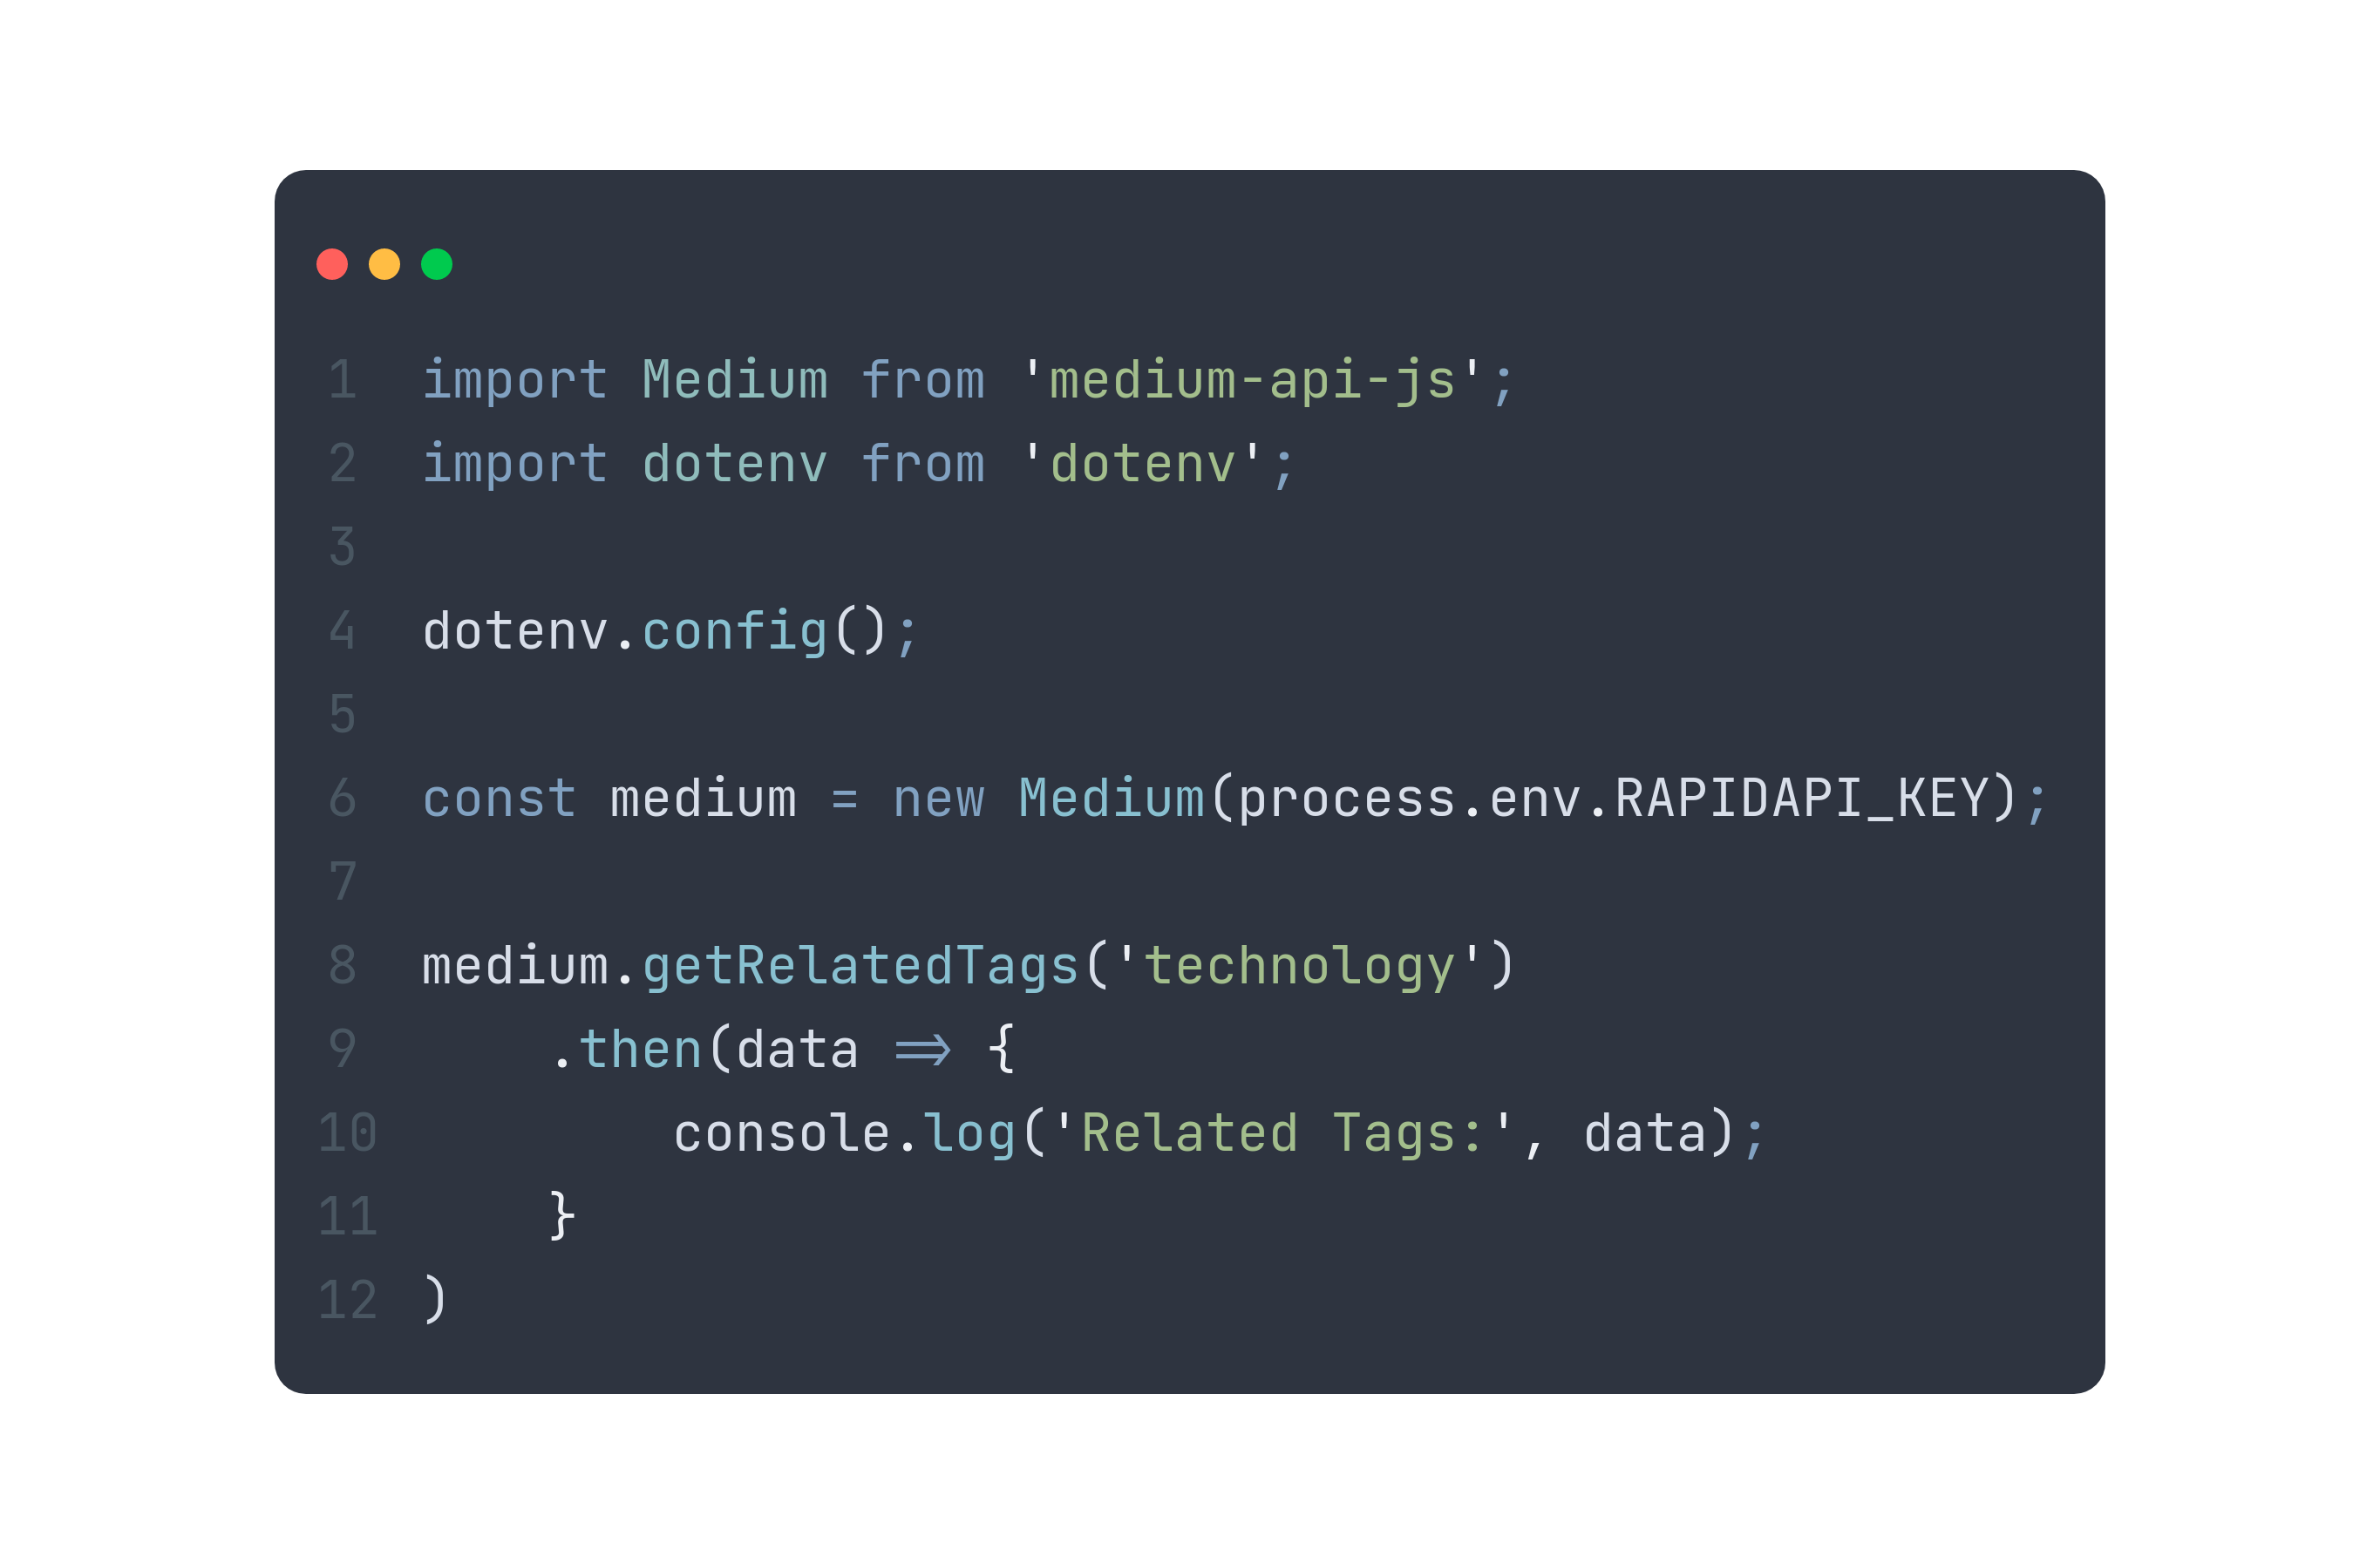 1 import Medium from 'medium-api-js';
2 import dotenv from 'dotenv';
3
4 dotenv.config();
5
6 const medium = new Medium(process.env.RAPIDAPI_KEY);
7
8 medium.getRelatedTags('technology')
9     .then(data => {
10         console.log('Related Tags:', data);
11     }
12 )